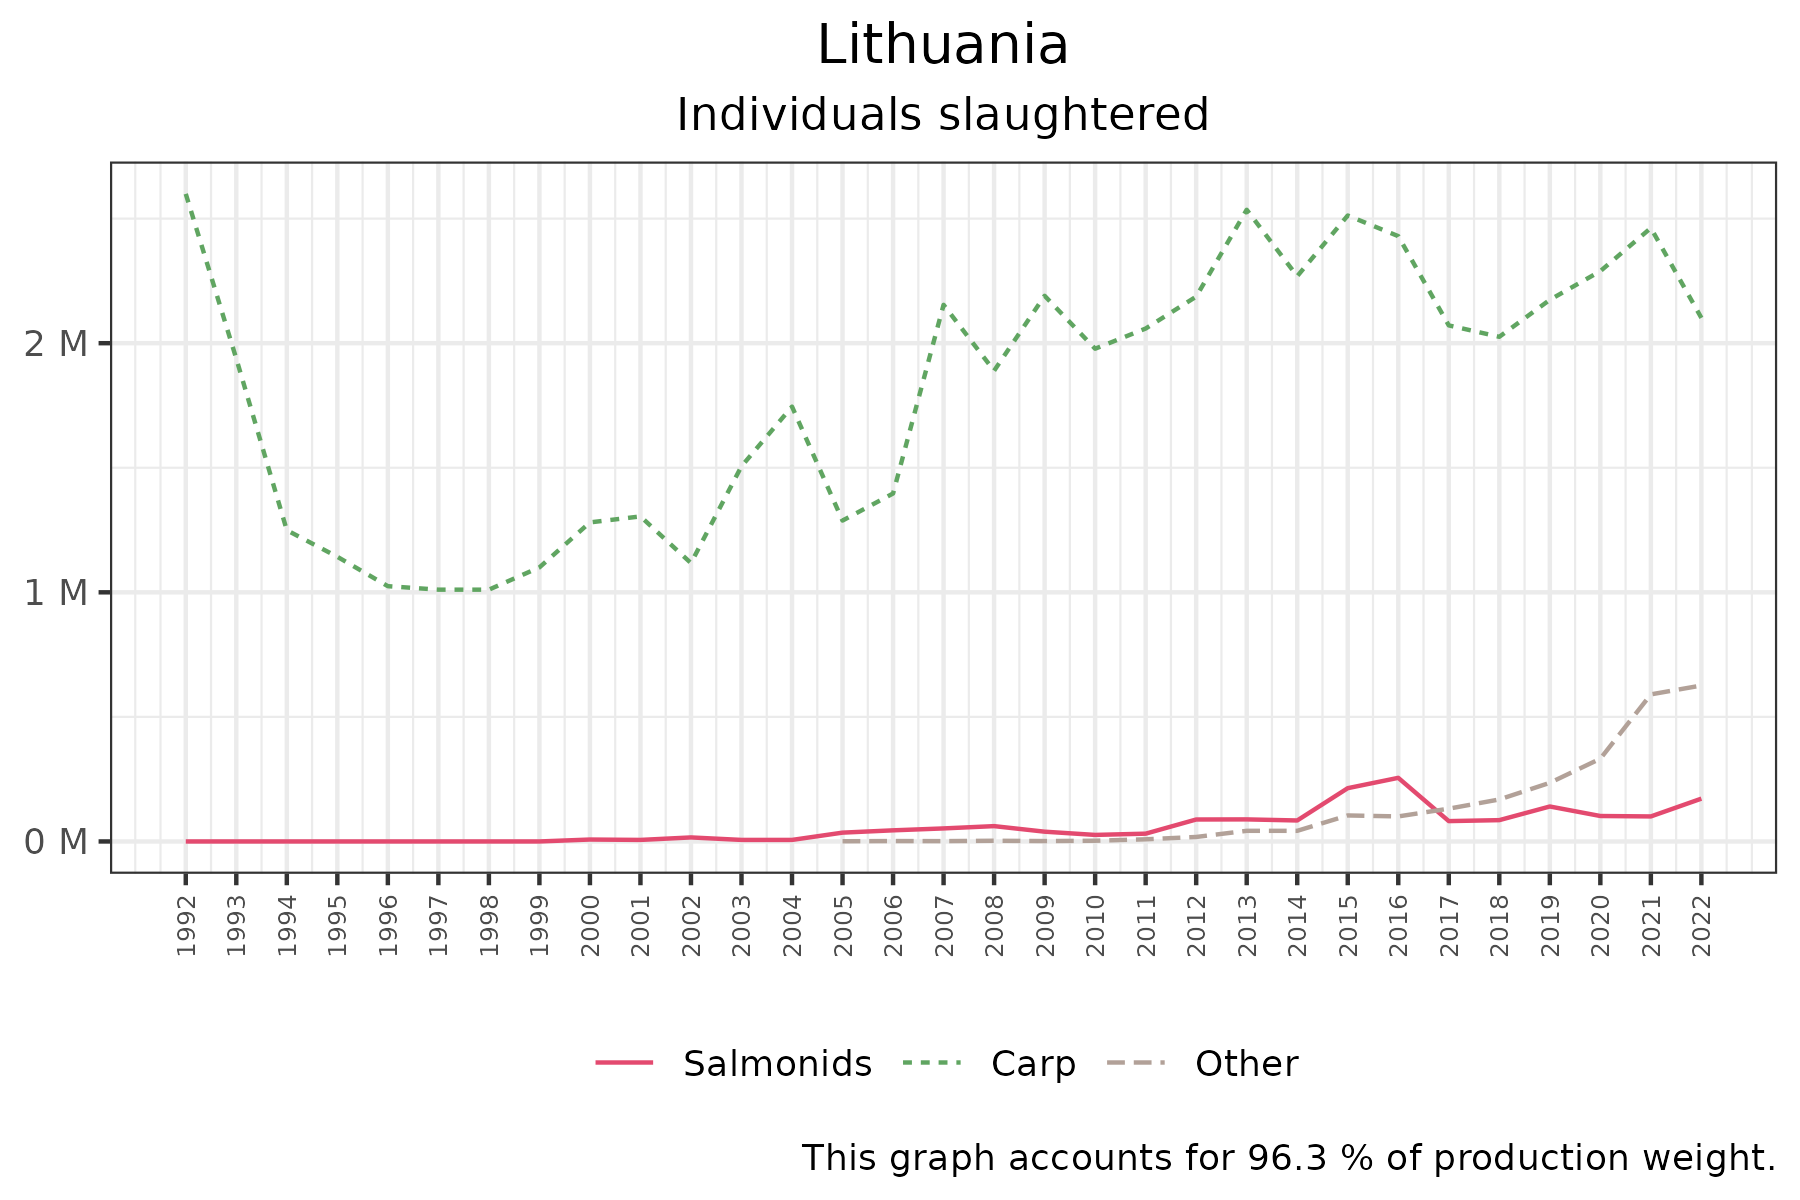 Lithuania
Individuals slaughtered
2 M
1 M
0 M
1992 1993 1994 1995 1996 1997 1998 1999 2000 2001 2002 2003 2004 2005 2006 2007 2008 2009 2010 2011 2012 2013 2014 2015 2016 2017 2018 2019 2020 2021 2022
Salmonids Carp Other
This graph accounts for 96.3 % of production weight.